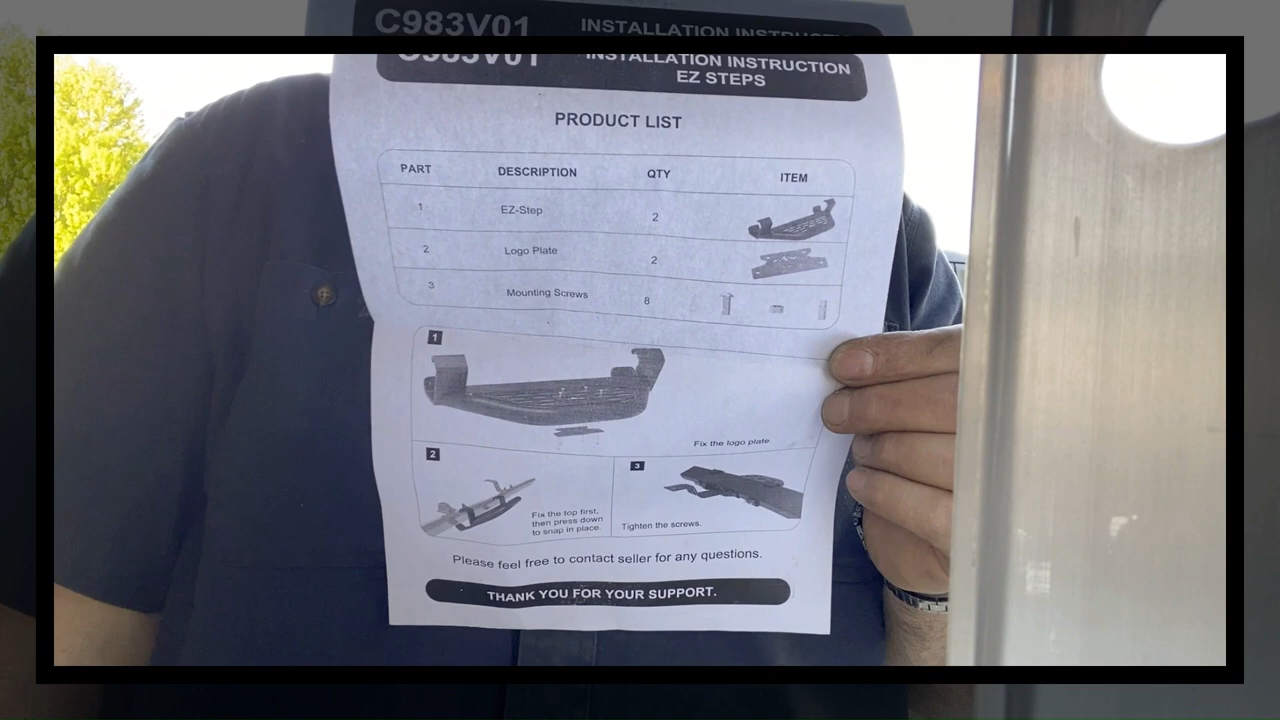 C983V01 INSTALLATION INSTRUCTI
C983V01 INSTALLATION INSTRUCTION
EZ STEPS
PRODUCT LIST
PART DESCRIPTION QTY ITEM
1 EZ-Step 2
2 Logo Plate 2
3 Mounting Screws 8
1
Fix the logo plate.
2
Fix the top first,
then press down
to snap in place.
3
Tighten the screws.
Please feel free to contact seller for any questions.
THANK YOU FOR YOUR SUPPORT.